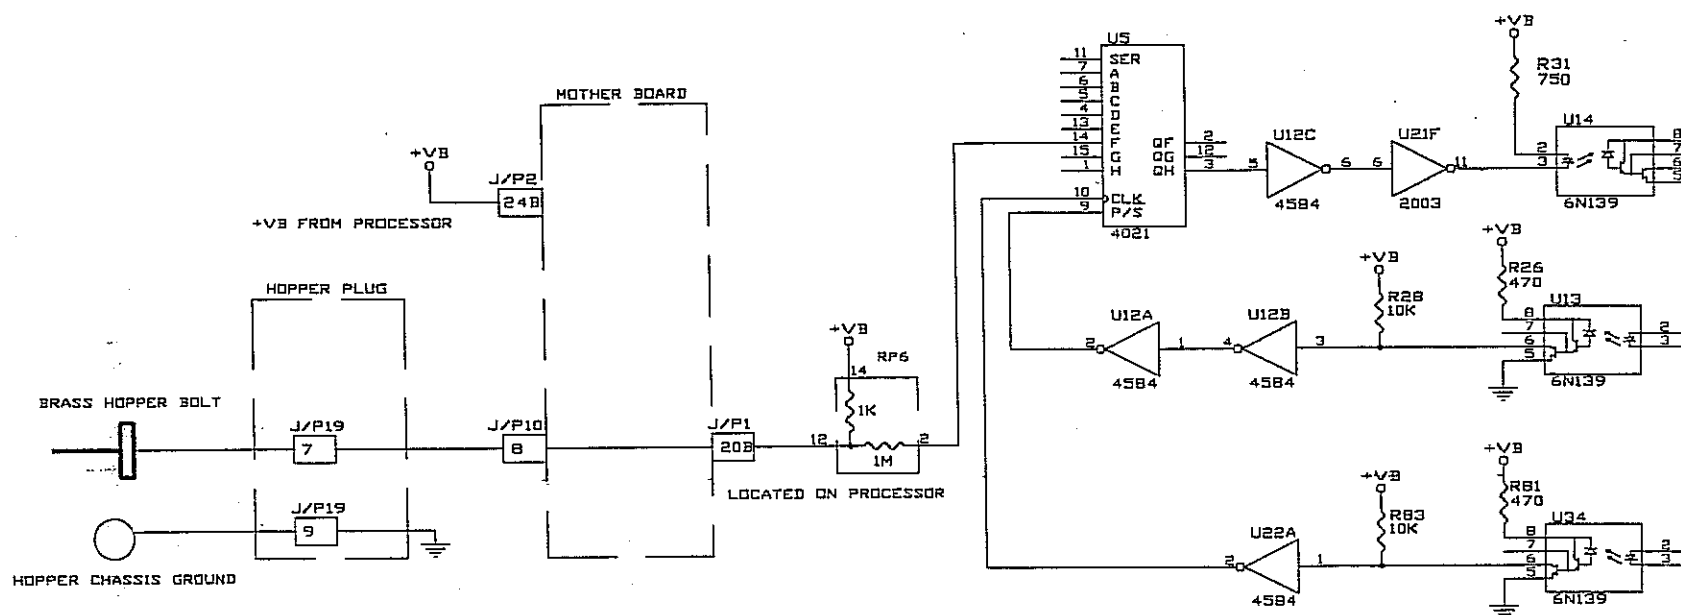 +VB
U5
11 SER
7 A
6 B
5 C
4 D
13 E
14 F QF 2
15 G QG 12
1 H QH 3
10 CLK
9 P/S
4021
U12C
5 6
4584
U21F
6 11
2003
R31
750
U14
2
3
8
7
6
5
6N139
MOTHER BOARD
+VB
J/P2
24B
+VB FROM PROCESSOR
HOPPER PLUG
+VB
R26
470
+VB
R28
10K
U13
8
7
6
5
2
3
6N139
U12A
2 1
4584
U12B
4 3
4584
+VB
RP6
14
1K
12 2
1M
LOCATED ON PROCESSOR
BRASS HOPPER BOLT
J/P19
7
J/P10
8
J/P1
20B
J/P19
9
HOPPER CHASSIS GROUND
+VB
R81
470
+VB
R83
10K
U34
8
7
6
5
2
3
6N139
U22A
2 1
4584